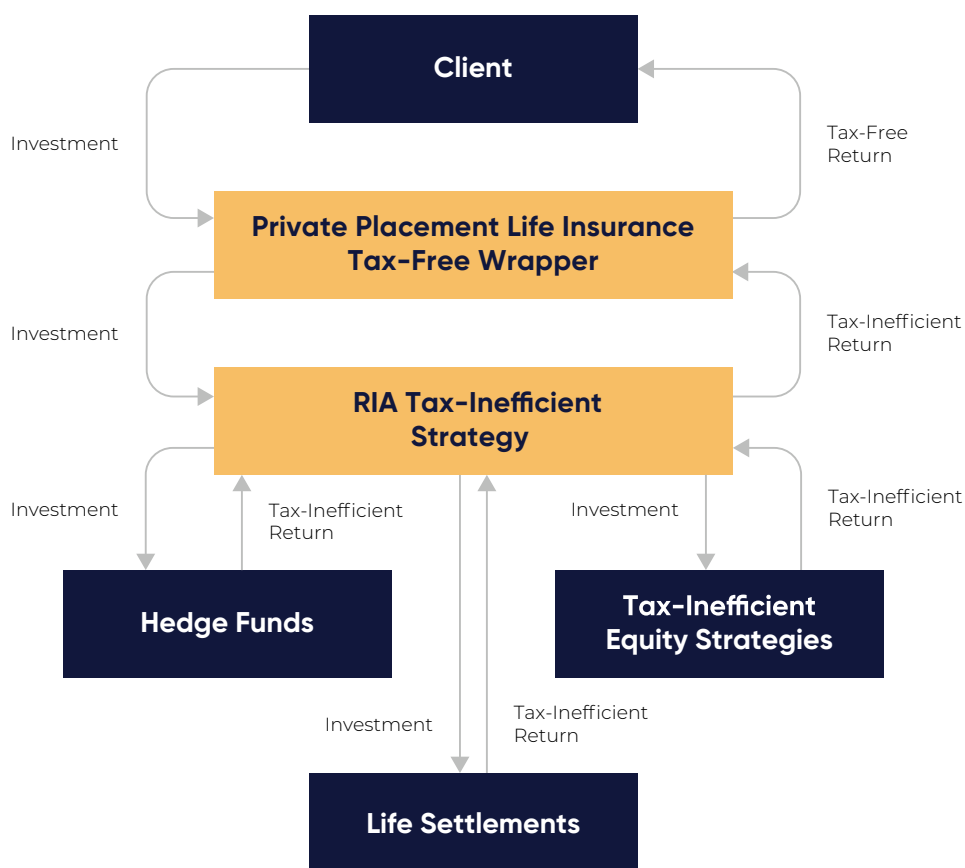 Client
Investment
Tax-Free
Return
Private Placement Life Insurance
Tax-Free Wrapper
Investment
Tax-Inefficient
Return
RIA Tax-Inefficient
Strategy
Investment
Tax-Inefficient
Return
Investment
Tax-Inefficient
Return
Hedge Funds
Tax-Inefficient
Equity Strategies
Investment
Tax-Inefficient
Return
Life Settlements